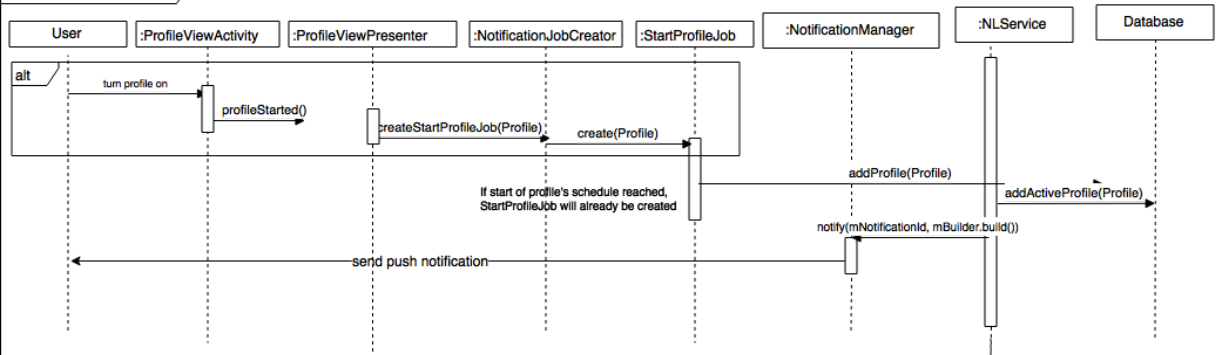 User
:ProfileViewActivity
:ProfileViewPresenter
:NotificationJobCreator
:StartProfileJob
:NotificationManager
:NLService
Database
alt
turn profile on
profileStarted()
createStartProfileJob(Profile)
create(Profile)
addProfile(Profile)
If start of profile's schedule reached,
StartProfileJob will already be created
addActiveProfile(Profile)
notify(mNotificationId, mBuilder.build())
send push notification